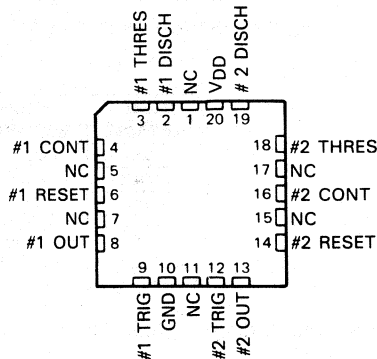 #1 THRES
#1 DISCH
NC
VDD
# 2 DISCH
3 2 1 20 19
#1 CONT 4
NC 5
#1 RESET 6
NC 7
#1 OUT 8
18 #2 THRES
17 NC
16 #2 CONT
15 NC
14 #2 RESET
9 10 11 12 13
#1 TRIG
GND
NC
#2 TRIG
#2 OUT